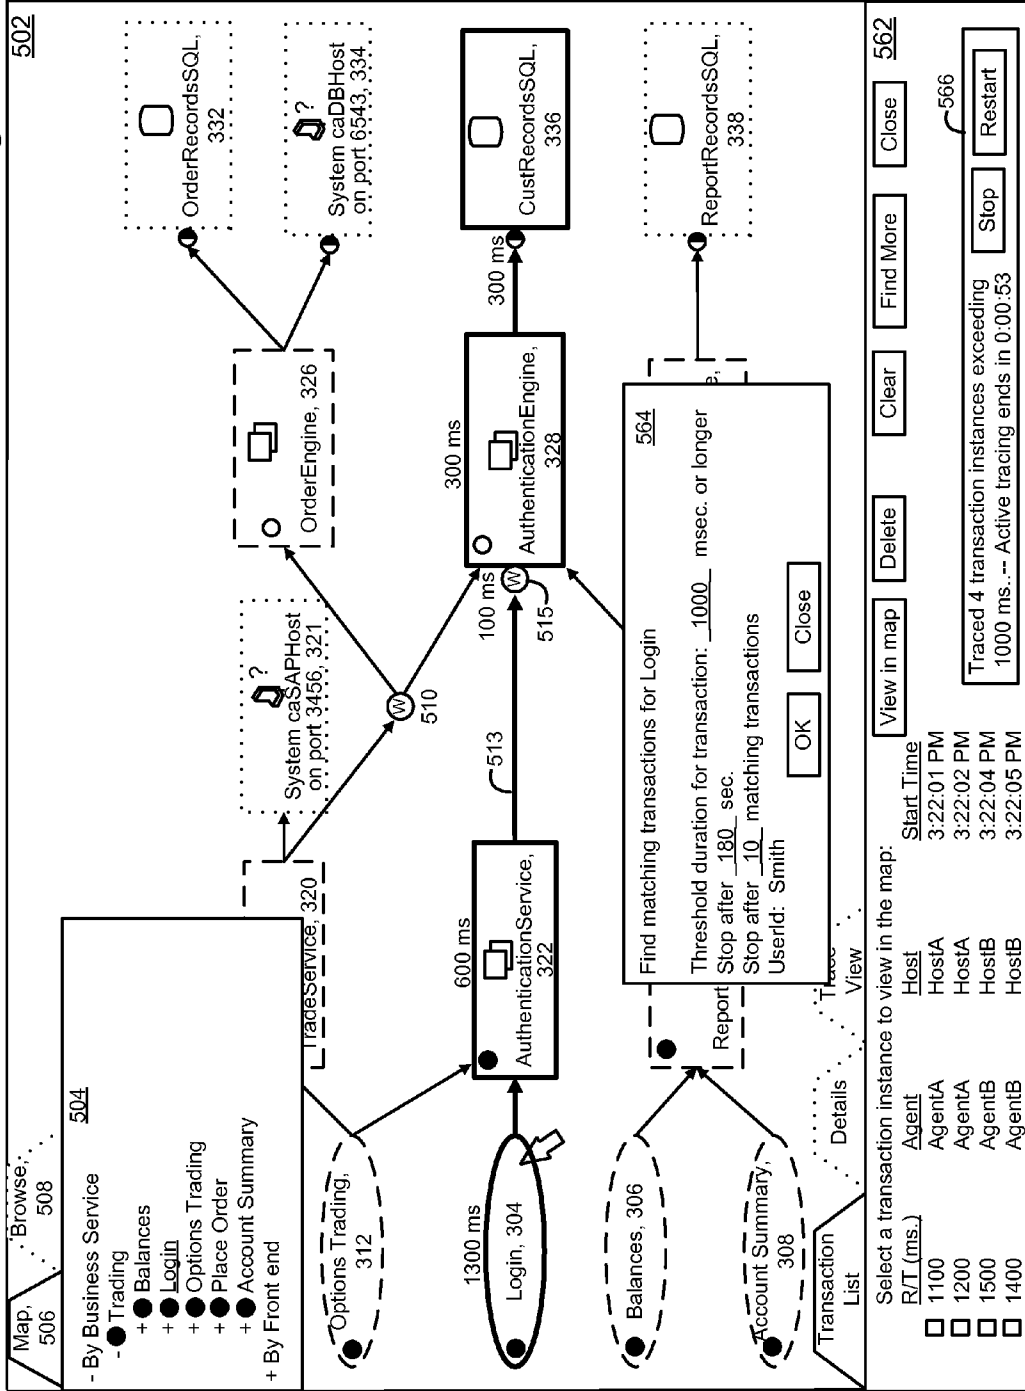 502
Map,
506
Browse,
508
504
- By Business Service
- Trading
+ Balances
+ Login
+ Options Trading
+ Place Order
+ Account Summary
+ By Front end
TradeService, 320
?
System caSAPHost
on port 3456, 321
OrderEngine, 326
OrderRecordsSQL,
332
?
System caDBHost
on port 6543, 334
W
510
Options Trading,
312
1300 ms
Login, 304
600 ms
AuthenticationService,
322
513
100 ms
W
515
300 ms
AuthenticationEngine,
328
300 ms
CustRecordsSQL,
336
Balances, 306
Account Summary,
308
Report
e,
ReportRecordsSQL,
338
564
Find matching transactions for Login
Threshold duration for transaction: 1000 msec. or longer
Stop after 180 sec.
Stop after 10 matching transactions
UserId: Smith
OK
Close
Transaction
List
Details
Trace
View
562
Select a transaction instance to view in the map:
View in map
Delete
Clear
Find More
Close
R/T (ms.) Agent Host Start Time
1100 AgentA HostA 3:22:01 PM
1200 AgentA HostA 3:22:02 PM
1500 AgentB HostB 3:22:04 PM
1400 AgentB HostB 3:22:05 PM
566
Traced 4 transaction instances exceeding
1000 ms..-- Active tracing ends in 0:00:53
Stop
Restart